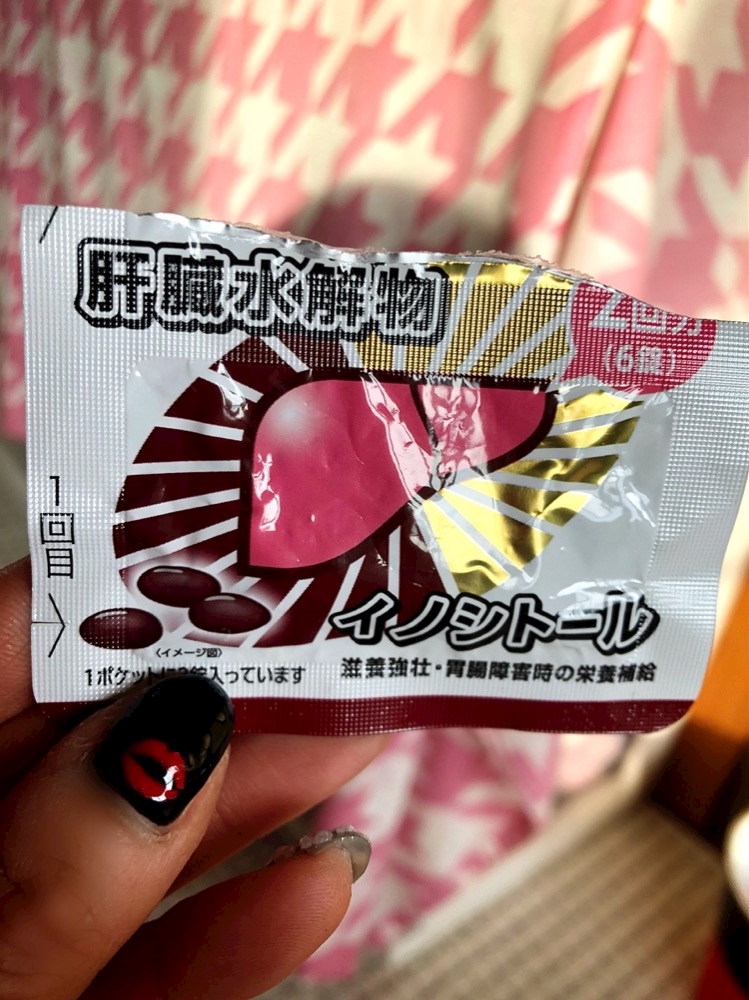 肝臓水解物
2回分
(6錠)
1回目
イノシトール
〈イメージ図〉
1ポケットに3錠入っています
滋養強壮・胃腸障害時の栄養補給